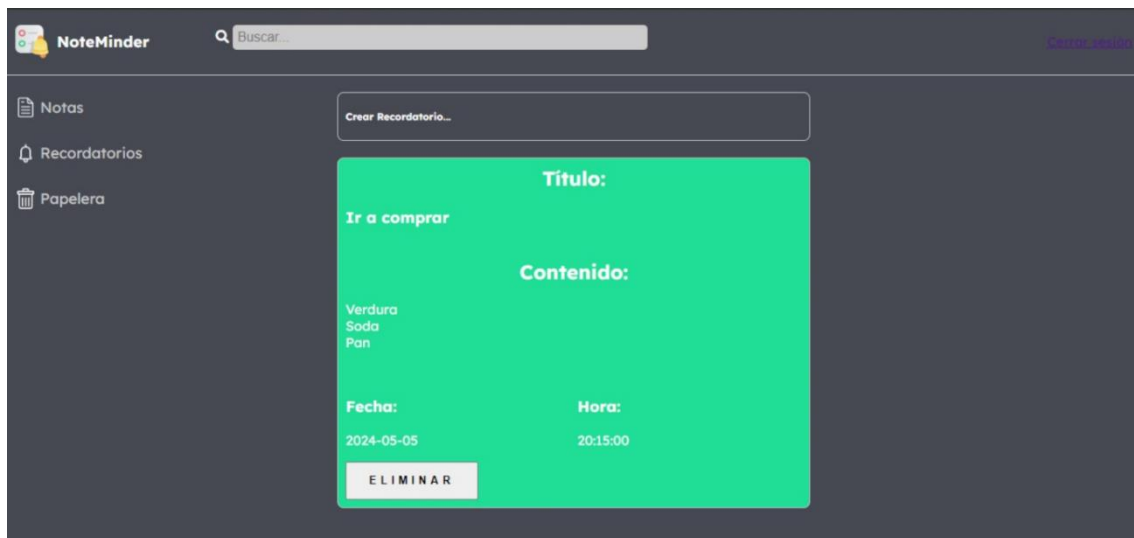 NoteMinder
Buscar...
Cerrar sesión
Notas
Recordatorios
Papelera
Crear Recordatorio...
Título:
Ir a comprar
Contenido:
Verdura
Soda
Pan
Fecha: Hora:
2024-05-05 20:15:00
ELIMINAR